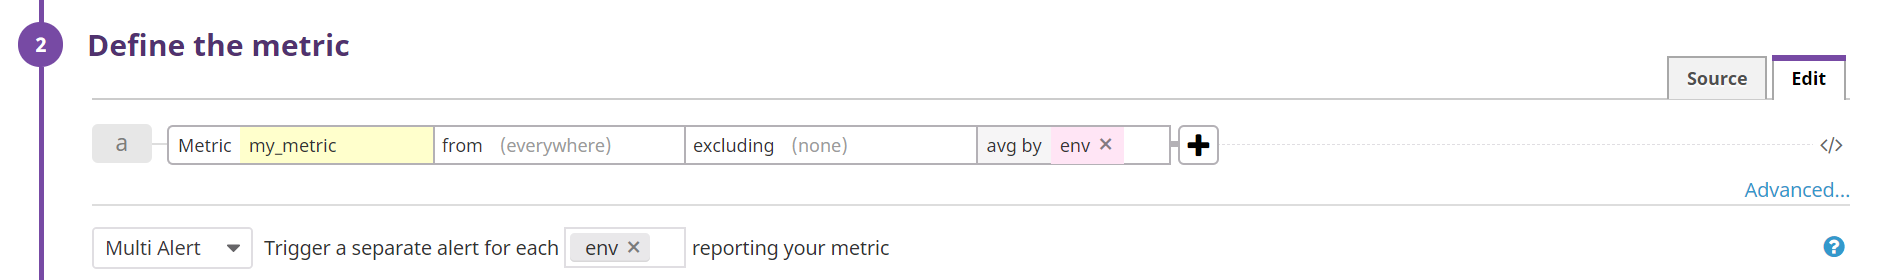 2 Define the metric
Source Edit
a Metric my_metric from (everywhere) excluding (none) avg by env × + </>
Advanced...
Multi Alert Trigger a separate alert for each env × reporting your metric ?